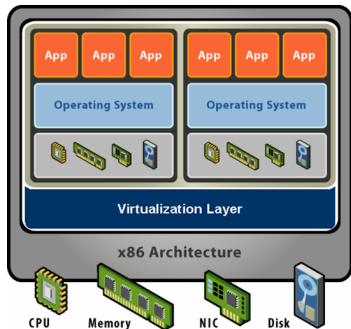 App App App App App App
Operating System Operating System
Virtualization Layer
x86 Architecture
CPU Memory NIC Disk